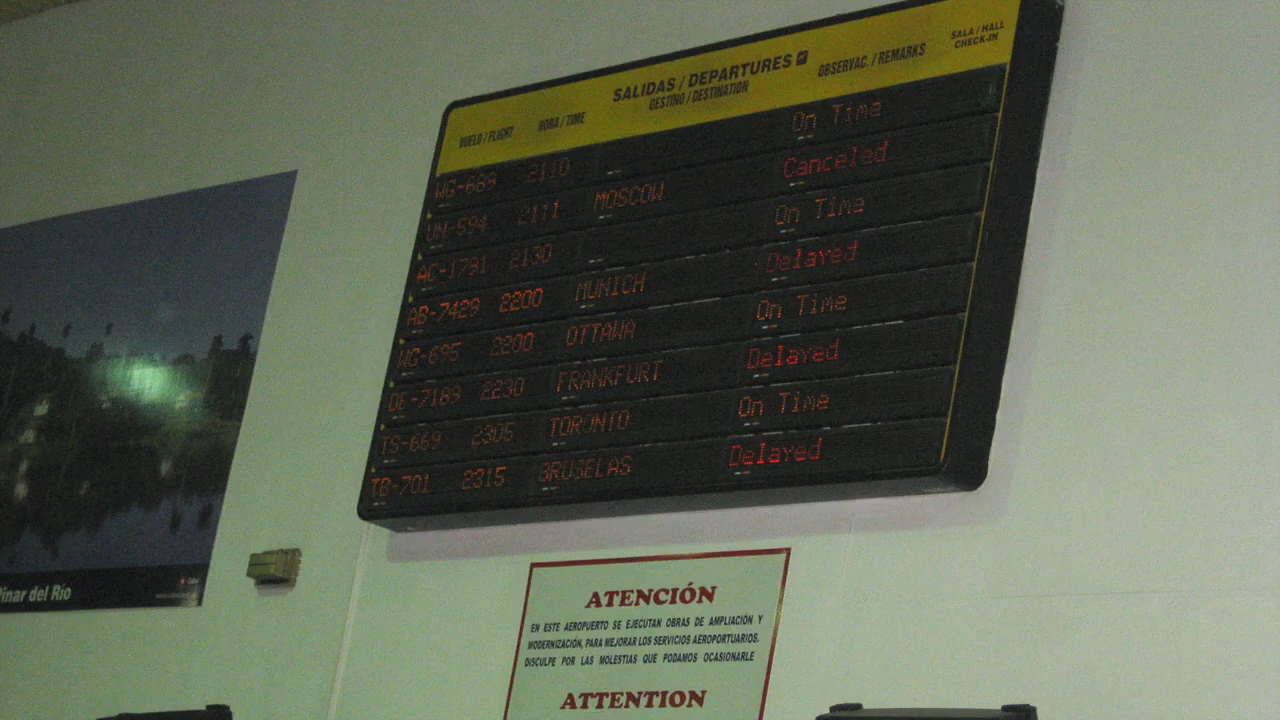 SALIDAS / DEPARTURES
VUELO / FLIGHT HORA / TIME DESTINO / DESTINATION OBSERVAC. / REMARKS SALA / HALL CHECK-IN
WG-689 2110 -- On Time
UN-594 2111 MOSCOW Canceled
AC-1791 2130 -- On Time
AB-7429 2200 MUNICH Delayed
WG-695 2200 OTTAWA On Time
DE-7189 2230 FRANKFURT Delayed
TS-669 2305 TORONTO On Time
TB-701 2315 BRUSELAS Delayed
Pinar del Río
ATENCIÓN
EN ESTE AEROPUERTO SE EJECUTAN OBRAS DE AMPLIACIÓN Y
MODERNIZACIÓN, PARA MEJORAR LOS SERVICIOS AEROPORTUARIOS.
DISCULPE POR LAS MOLESTIAS QUE PODAMOS OCASIONARLE
ATTENTION